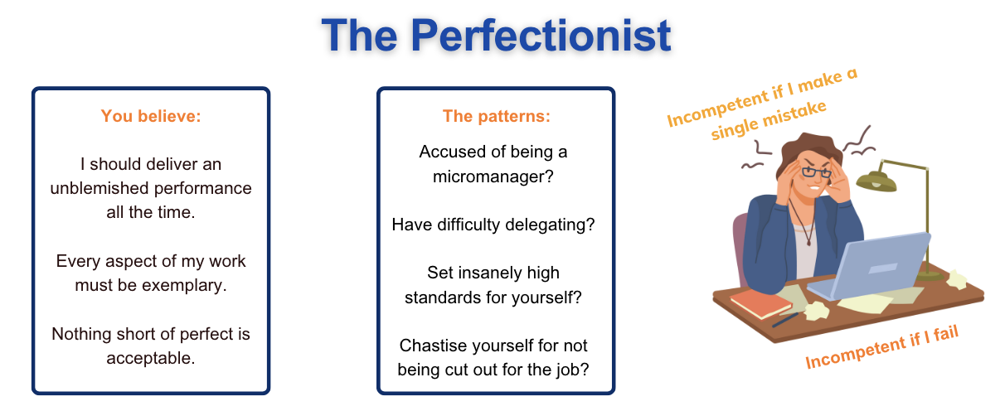 The Perfectionist
You believe:
I should deliver an
unblemished performance
all the time.
Every aspect of my work
must be exemplary.
Nothing short of perfect is
acceptable.
The patterns:
Accused of being a
micromanager?
Have difficulty delegating?
Set insanely high
standards for yourself?
Chastise yourself for not
being cut out for the job?
Incompetent if I make a
single mistake
Incompetent if I fail